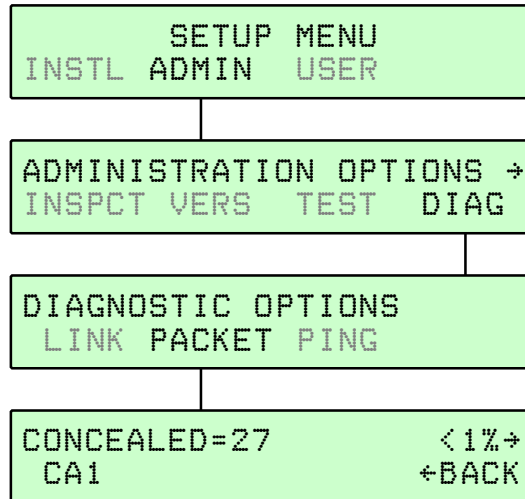 SETUP MENU
INSTL ADMIN USER
ADMINISTRATION OPTIONS →
INSPCT VERS TEST DIAG
DIAGNOSTIC OPTIONS
LINK PACKET PING
CONCEALED=27 <1%→
CA1 ←BACK